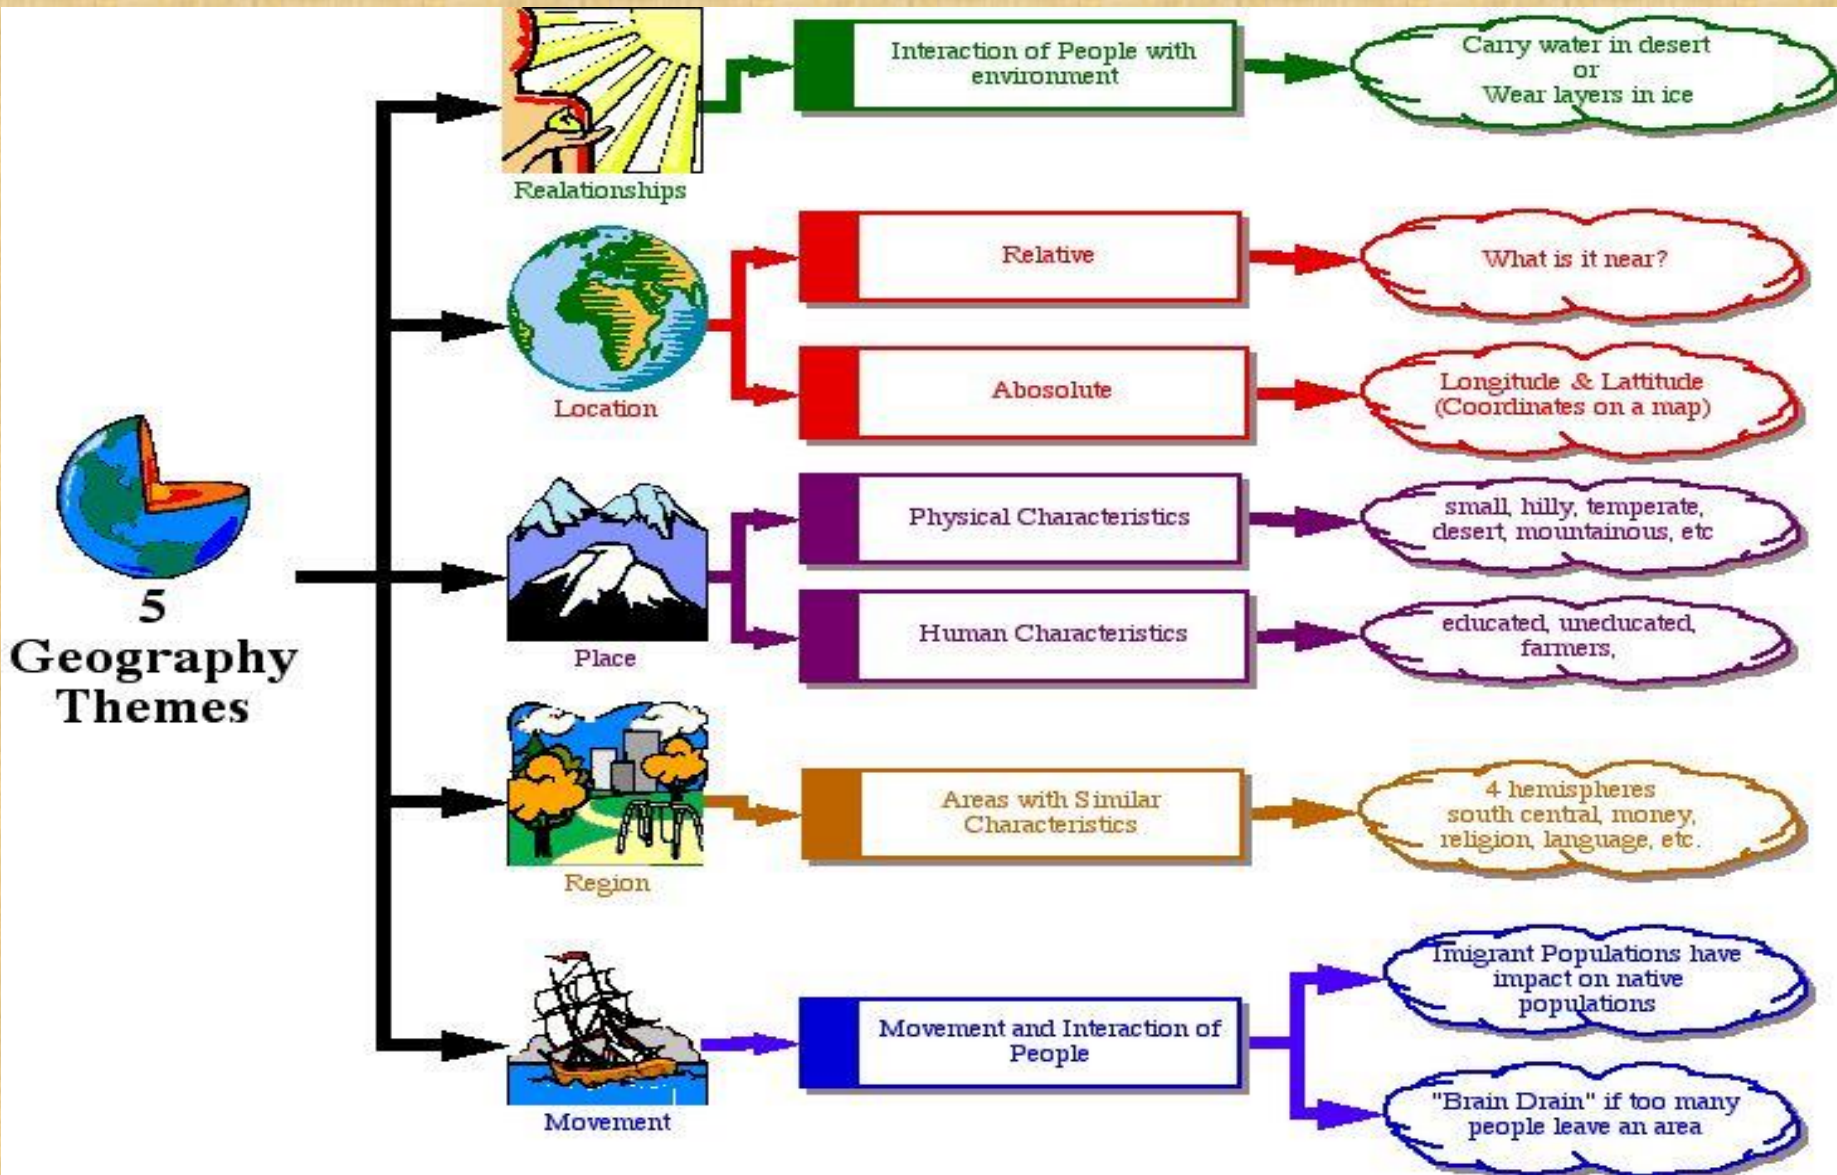 5
Geography
Themes
Realationships
Interaction of People with
environment
Carry water in desert
or
Wear layers in ice
Location
Relative
What is it near?
Abosolute
Longitude & Lattitude
(Coordinates on a map)
Place
Physical Characteristics
small, hilly, temperate,
desert, mountainous, etc
Human Characteristics
educated, uneducated,
farmers,
Region
Areas with Similar
Characteristics
4 hemispheres
south central, money,
religion, language, etc.
Movement
Movement and Interaction of
People
Imigrant Populations have
impact on native
populations
"Brain Drain" if too many
people leave an area